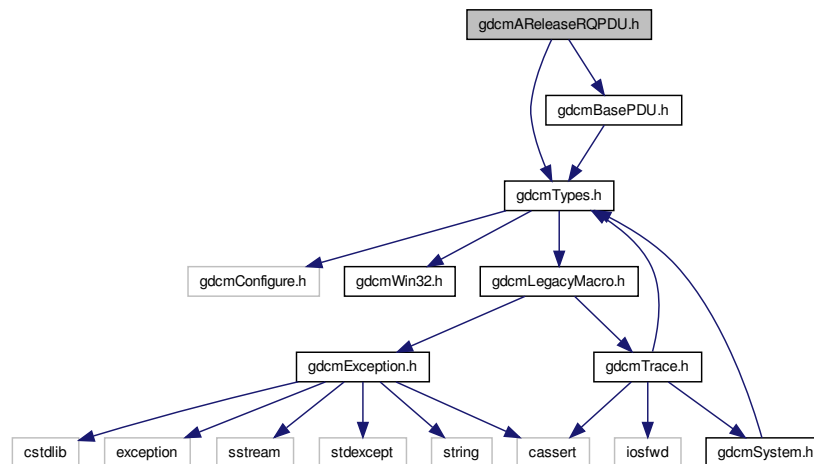 gdcmAReleaseRQPDU.h
gdcmBasePDU.h
gdcmTypes.h
gdcmConfigure.h
gdcmWin32.h
gdcmLegacyMacro.h
gdcmException.h
gdcmTrace.h
cstdlib
exception
sstream
stdexcept
string
cassert
iosfwd
gdcmSystem.h